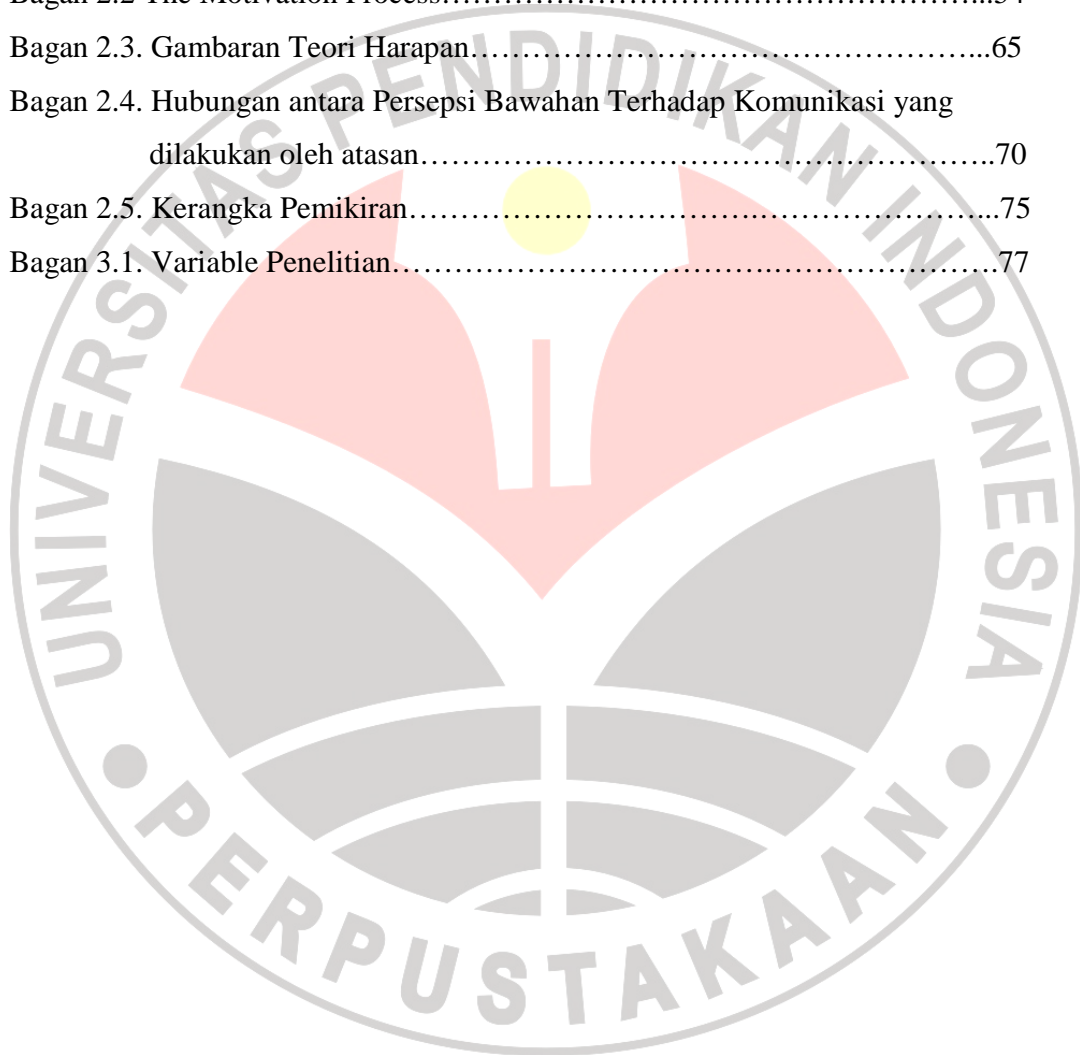 Bagan 2.2 The Motivation Process……………………………………………...54
Bagan 2.3. Gambaran Teori Harapan………………………………………...65
Bagan 2.4. Hubungan antara Persepsi Bawahan Terhadap Komunikasi yang
dilakukan oleh atasan……………………………………………..70
Bagan 2.5. Kerangka Pemikiran………………………………………………...75
Bagan 3.1. Variable Penelitian………………………………………………….77
UNIVERSITAS PENDIDIKAN INDONESIA
PERPUSTAKAAN